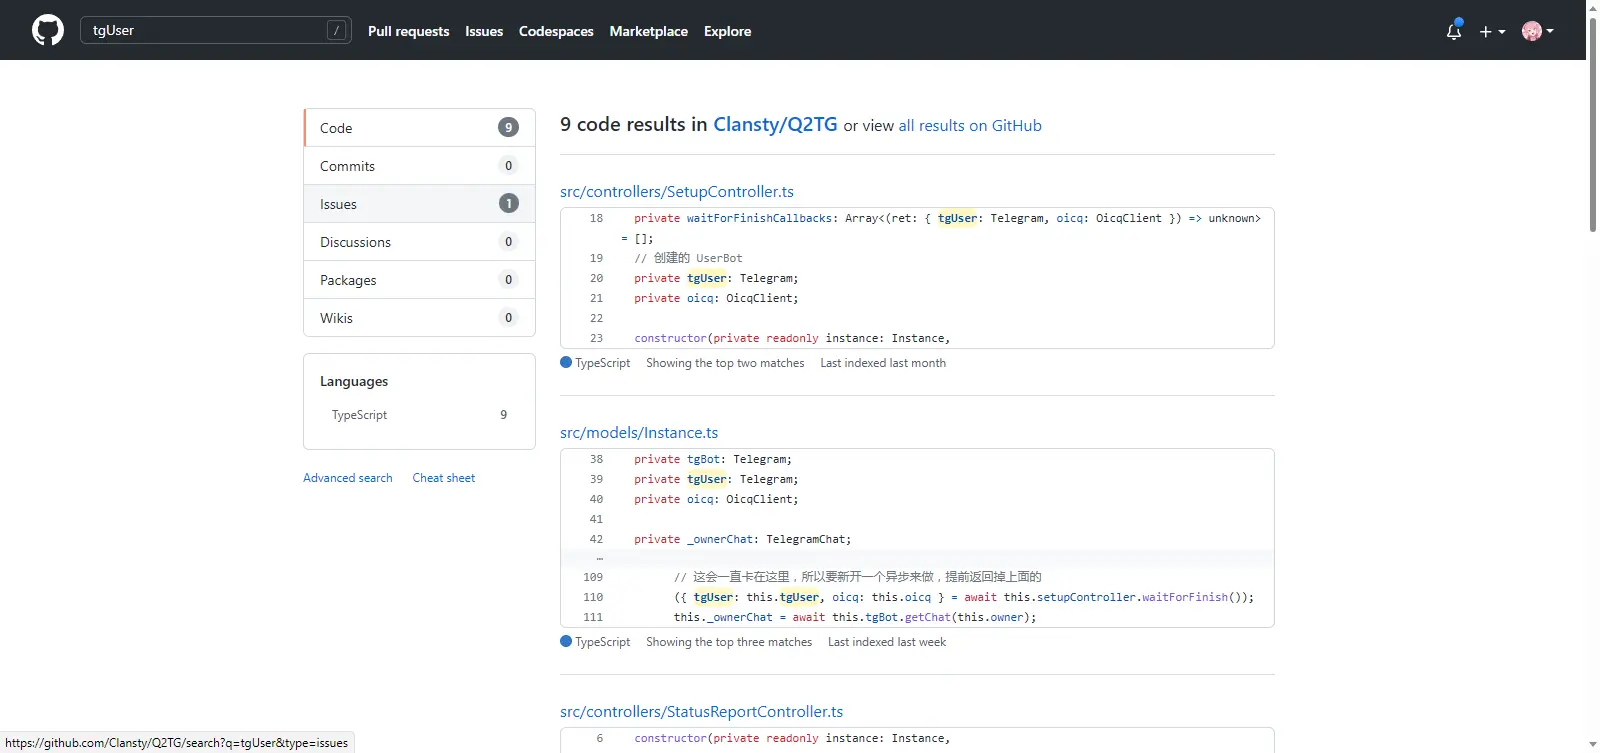 tgUser
/
Pull requests
Issues
Codespaces
Marketplace
Explore
Code 9
Commits 0
Issues 1
Discussions 0
Packages 0
Wikis 0
Languages
TypeScript 9
Advanced search Cheat sheet
9 code results in Clansty/Q2TG or view all results on GitHub
src/controllers/SetupController.ts
18 private waitForFinishCallbacks: Array<(ret: { tgUser: Telegram, oicq: OicqClient }) => unknown>
= [];
19 // 创建的 UserBot
20 private tgUser: Telegram;
21 private oicq: OicqClient;
22
23 constructor(private readonly instance: Instance,
TypeScript Showing the top two matches Last indexed last month
src/models/Instance.ts
38 private tgBot: Telegram;
39 private tgUser: Telegram;
40 private oicq: OicqClient;
41
42 private _ownerChat: TelegramChat;
…
109 // 这会一直卡在这里，所以要新开一个异步来做，提前返回掉上面的
110 ({ tgUser: this.tgUser, oicq: this.oicq } = await this.setupController.waitForFinish());
111 this._ownerChat = await this.tgBot.getChat(this.owner);
TypeScript Showing the top three matches Last indexed last week
src/controllers/StatusReportController.ts
6 constructor(private readonly instance: Instance,
https://github.com/Clansty/Q2TG/search?q=tgUser&type=issues